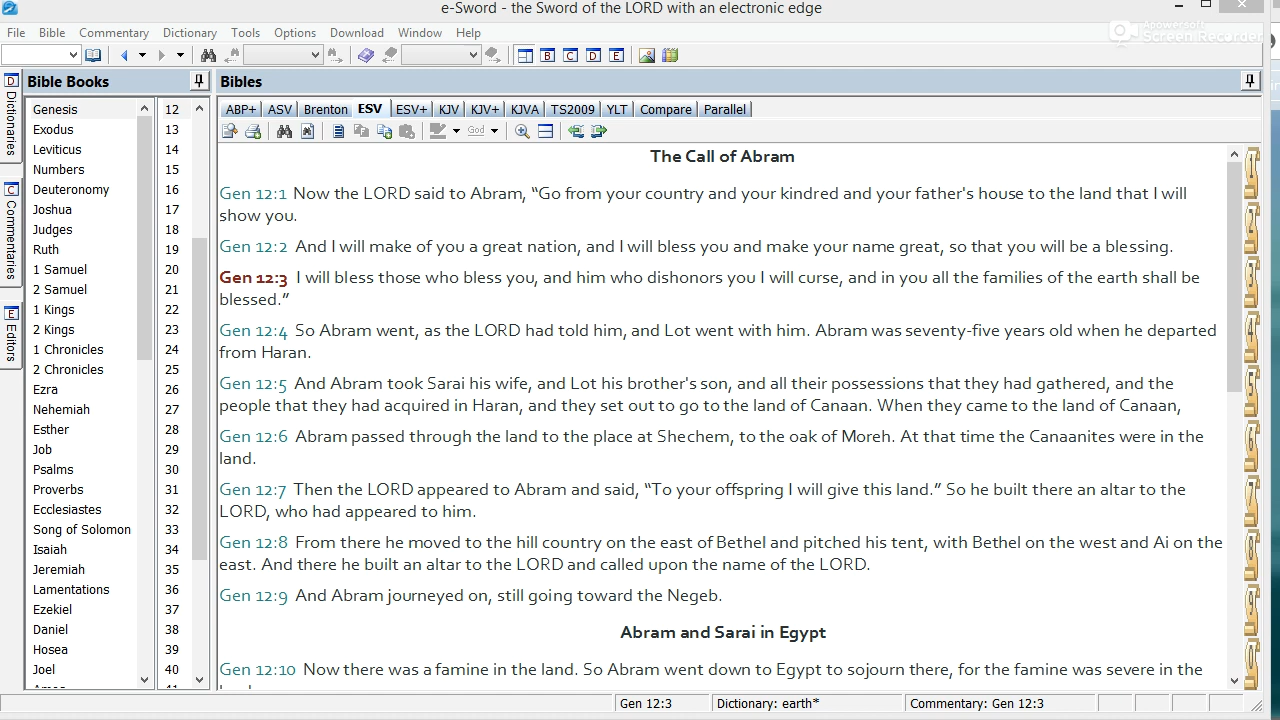 e-Sword - the Sword of the LORD with an electronic edge
Apowersoft
Screen Recorder
File Bible Commentary Dictionary Tools Options Download Window Help
B C D E
Bible Books
Bibles
D Dictionaries
C Commentaries
E Editors
Genesis 12
Exodus 13
Leviticus 14
Numbers 15
Deuteronomy 16
Joshua 17
Judges 18
Ruth 19
1 Samuel 20
2 Samuel 21
1 Kings 22
2 Kings 23
1 Chronicles 24
2 Chronicles 25
Ezra 26
Nehemiah 27
Esther 28
Job 29
Psalms 30
Proverbs 31
Ecclesiastes 32
Song of Solomon 33
Isaiah 34
Jeremiah 35
Lamentations 36
Ezekiel 37
Daniel 38
Hosea 39
Joel 40
Amos 41
ABP+ ASV Brenton ESV ESV+ KJV KJV+ KJVA TS2009 YLT Compare Parallel
God
The Call of Abram
Gen 12:1 Now the LORD said to Abram, “Go from your country and your kindred and your father's house to the land that I will
show you.
Gen 12:2 And I will make of you a great nation, and I will bless you and make your name great, so that you will be a blessing.
Gen 12:3 I will bless those who bless you, and him who dishonors you I will curse, and in you all the families of the earth shall be
blessed.”
Gen 12:4 So Abram went, as the LORD had told him, and Lot went with him. Abram was seventy-five years old when he departed
from Haran.
Gen 12:5 And Abram took Sarai his wife, and Lot his brother's son, and all their possessions that they had gathered, and the
people that they had acquired in Haran, and they set out to go to the land of Canaan. When they came to the land of Canaan,
Gen 12:6 Abram passed through the land to the place at Shechem, to the oak of Moreh. At that time the Canaanites were in the
land.
Gen 12:7 Then the LORD appeared to Abram and said, “To your offspring I will give this land.” So he built there an altar to the
LORD, who had appeared to him.
Gen 12:8 From there he moved to the hill country on the east of Bethel and pitched his tent, with Bethel on the west and Ai on the
east. And there he built an altar to the LORD and called upon the name of the LORD.
Gen 12:9 And Abram journeyed on, still going toward the Negeb.
Abram and Sarai in Egypt
Gen 12:10 Now there was a famine in the land. So Abram went down to Egypt to sojourn there, for the famine was severe in the
1
2
3
4
5
6
7
8
9
0
Gen 12:3
Dictionary: earth*
Commentary: Gen 12:3